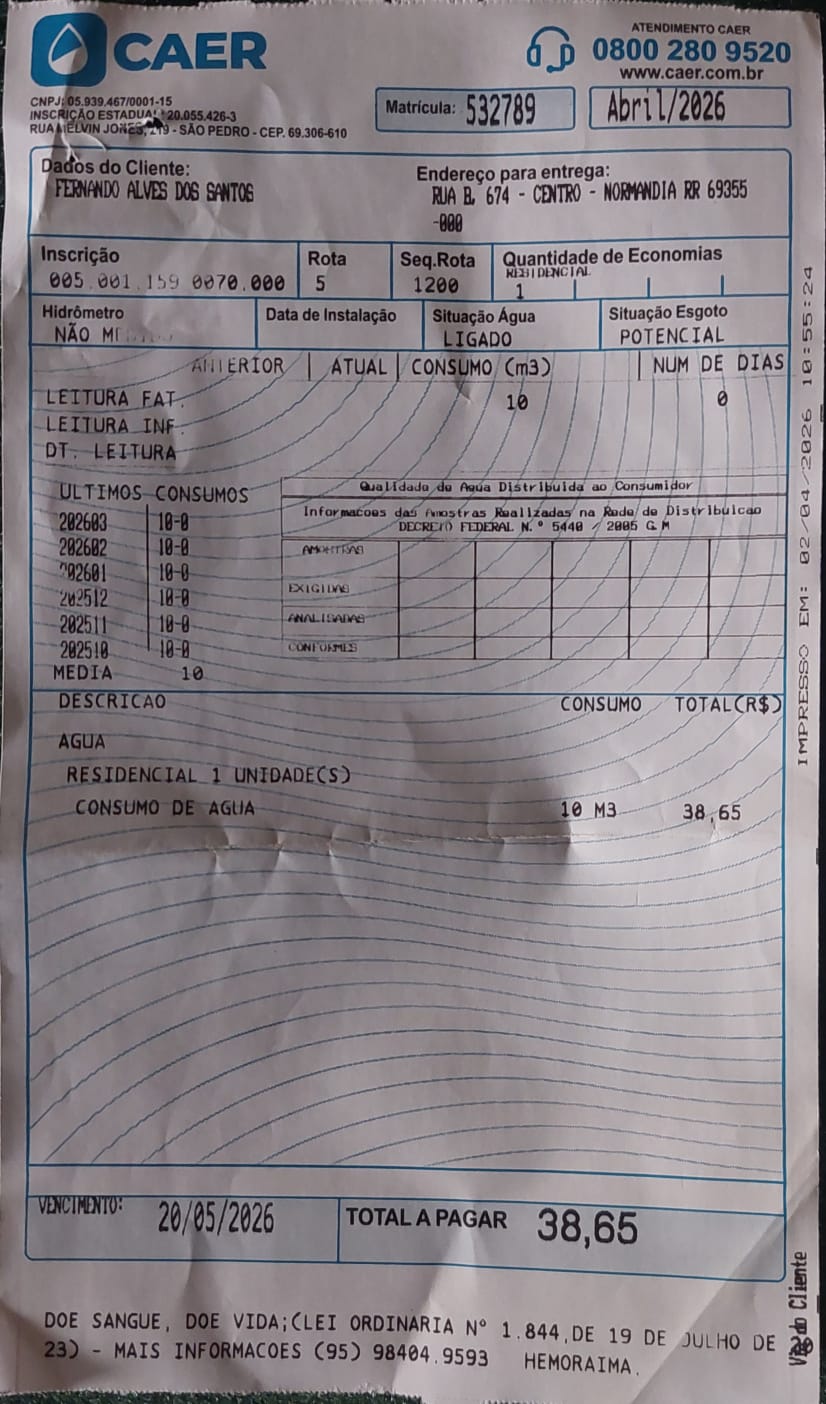 CAER
ATENDIMENTO CAER
0800 280 9520
www.caer.com.br
CNPJ: 05.939.467/0001-15
INSCRIÇÃO ESTADUAL 20.055.426-3
RUA MELVIN JONES, 219 - SÃO PEDRO - CEP. 69.306-610
Matrícula: 532789
Abril/2026
Dados do Cliente:
FERNANDO ALVES DOS SANTOS
Endereço para entrega:
RUA B, 674 - CENTRO - NORMANDIA RR 69355
-000
Inscrição Rota Seq.Rota Quantidade de Economias
RESIDENCIAL
005.001.159 0070.000 5 1200 1
Hidrômetro Data de Instalação Situação Água Situação Esgoto
NÃO LIGADO POTENCIAL
ANTERIOR | ATUAL | CONSUMO (m3) | NUM DE DIAS
LEITURA FAT. 10 0
LEITURA INF.
DT. LEITURA
ULTIMOS CONSUMOS
202603 10-0
202602 10-0
202601 10-0
202512 10-0
202511 10-0
202510 10-0
MEDIA 10
Qualidade de Agua Distribuida ao Consumidor
Informacoes das Amostras Realizadas na Rede de Distribuicao
DECRETO FEDERAL N.º 5440 / 2005 G.M
AMOSTRAS
EXIGIDAS
ANALISADAS
CONFORMES
DESCRICAO CONSUMO TOTAL(R$)
AGUA
RESIDENCIAL 1 UNIDADE(S)
CONSUMO DE AGUA 10 M3 38,65
VENCIMENTO: 20/05/2026 TOTAL A PAGAR 38,65
DOE SANGUE, DOE VIDA;(LEI ORDINARIA Nº 1.844,DE 19 DE JULHO DE
23) - MAIS INFORMACOES (95) 98404.9593 HEMORAIMA.
IMPRESSO EM: 02/04/2026 10:55:24
Via do Cliente